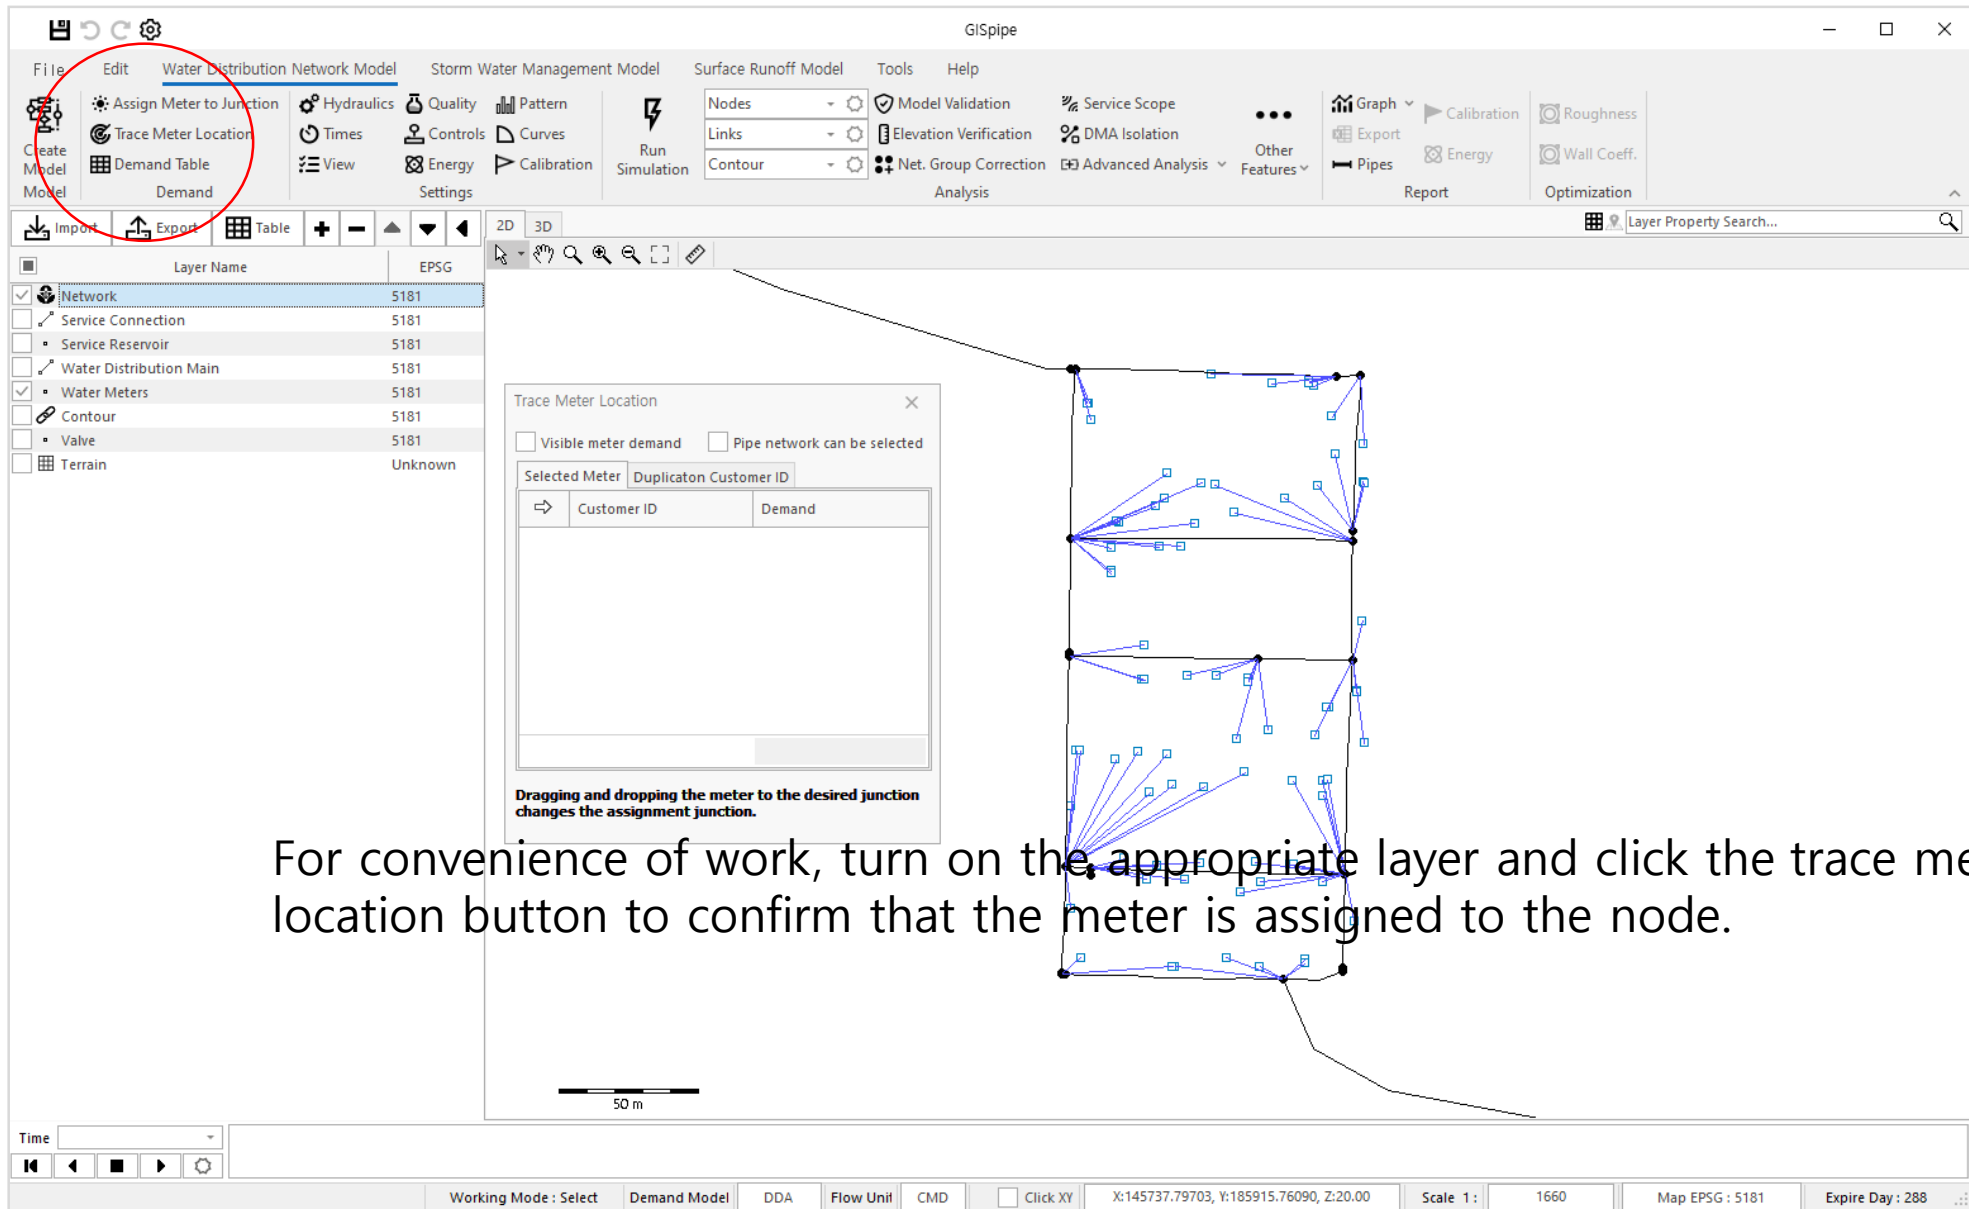 GISpipe
File Edit Water Distribution Network Model Storm Water Management Model Surface Runoff Model Tools Help
Assign Meter to Junction Hydraulics Quality Pattern Nodes Model Validation Service Scope Graph Calibration Roughness
Trace Meter Location Times Controls Curves Links Elevation Verification DMA Isolation Export
Create Model Demand Table View Energy Calibration Run Simulation Contour Net. Group Correction Advanced Analysis Other Features Pipes Energy Wall Coeff.
Model Demand Settings Analysis Report Optimization
Import Export Table 2D 3D Layer Property Search...
Layer Name EPSG
Network 5181
Service Connection 5181
Service Reservoir 5181
Water Distribution Main 5181
Water Meters 5181
Contour 5181
Valve 5181
Terrain Unknown
Trace Meter Location
Visible meter demand Pipe network can be selected
Selected Meter Duplicaton Customer ID
Customer ID Demand
Dragging and dropping the meter to the desired junction
changes the assignment junction.
For convenience of work, turn on the appropriate layer and click the trace me
location button to confirm that the meter is assigned to the node.
50 m
Time
Working Mode : Select Demand Model DDA Flow Unit CMD Click XY X:145737.79703, Y:185915.76090, Z:20.00 Scale 1 : 1660 Map EPSG : 5181 Expire Day : 288